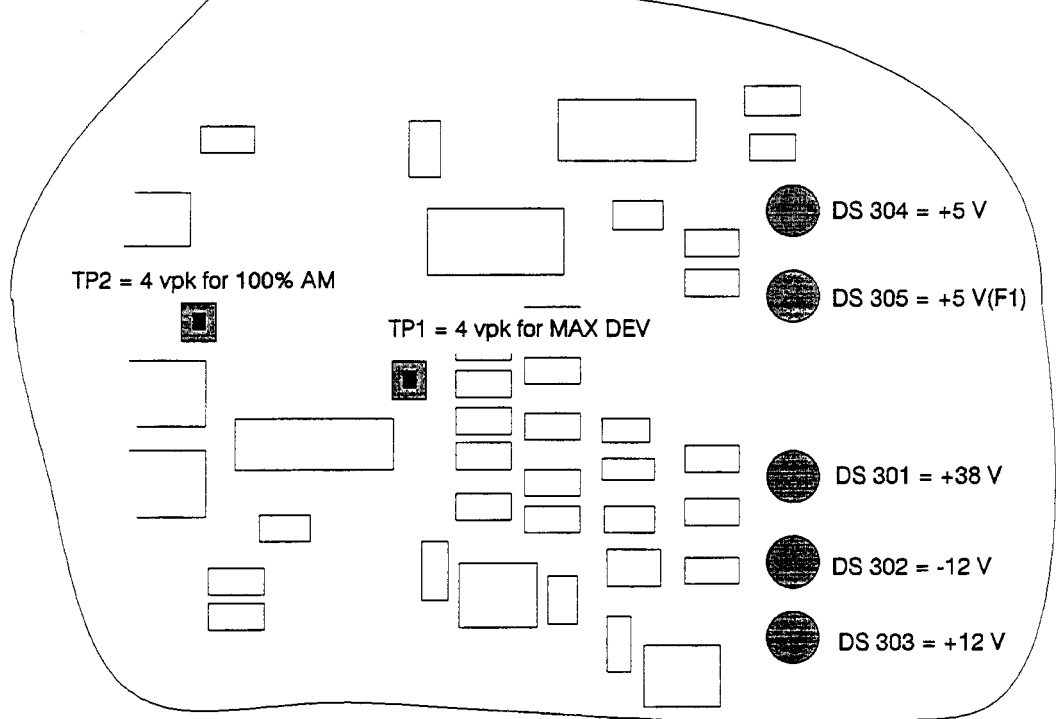 DS 304 = +5 V
TP2 = 4 vpk for 100% AM
DS 305 = +5 V(F1)
TP1 = 4 vpk for MAX DEV
DS 301 = +38 V
DS 302 = -12 V
DS 303 = +12 V